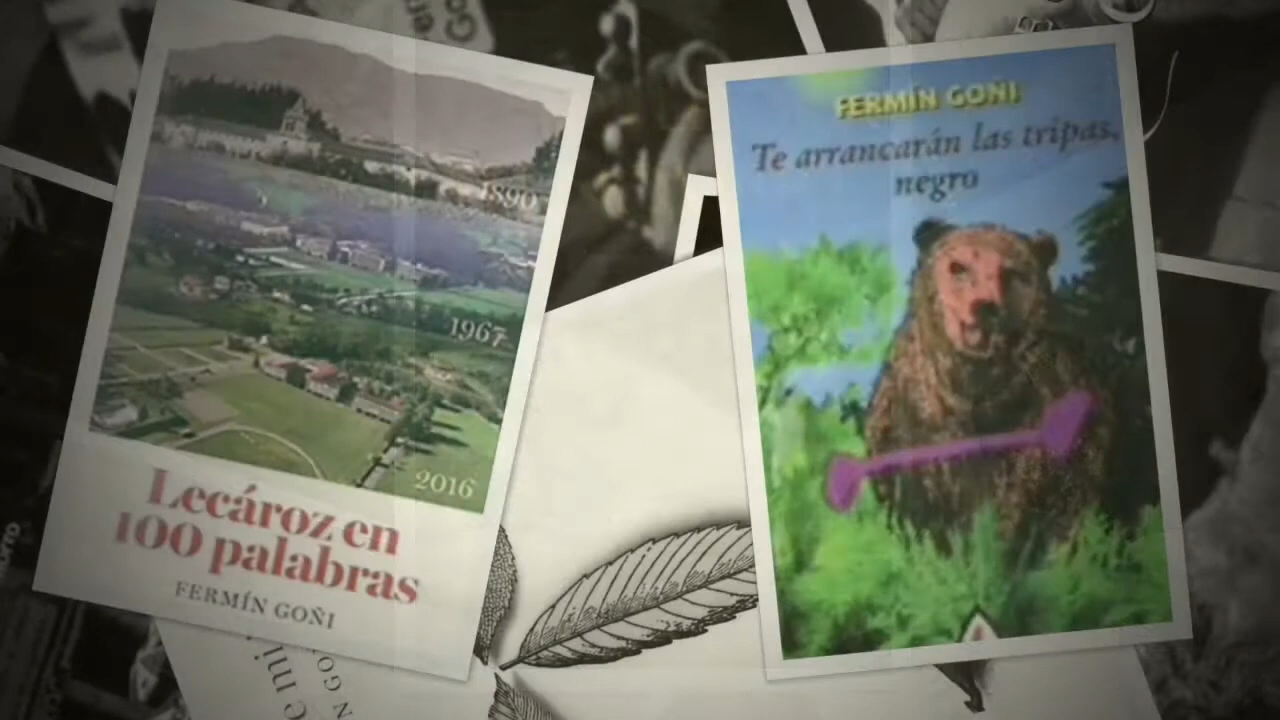 1890
1967
2016
Lecároz en
100 palabras
FERMÍN GOÑI
FERMÍN GOÑI
Te arrancarán las tripas,
negro